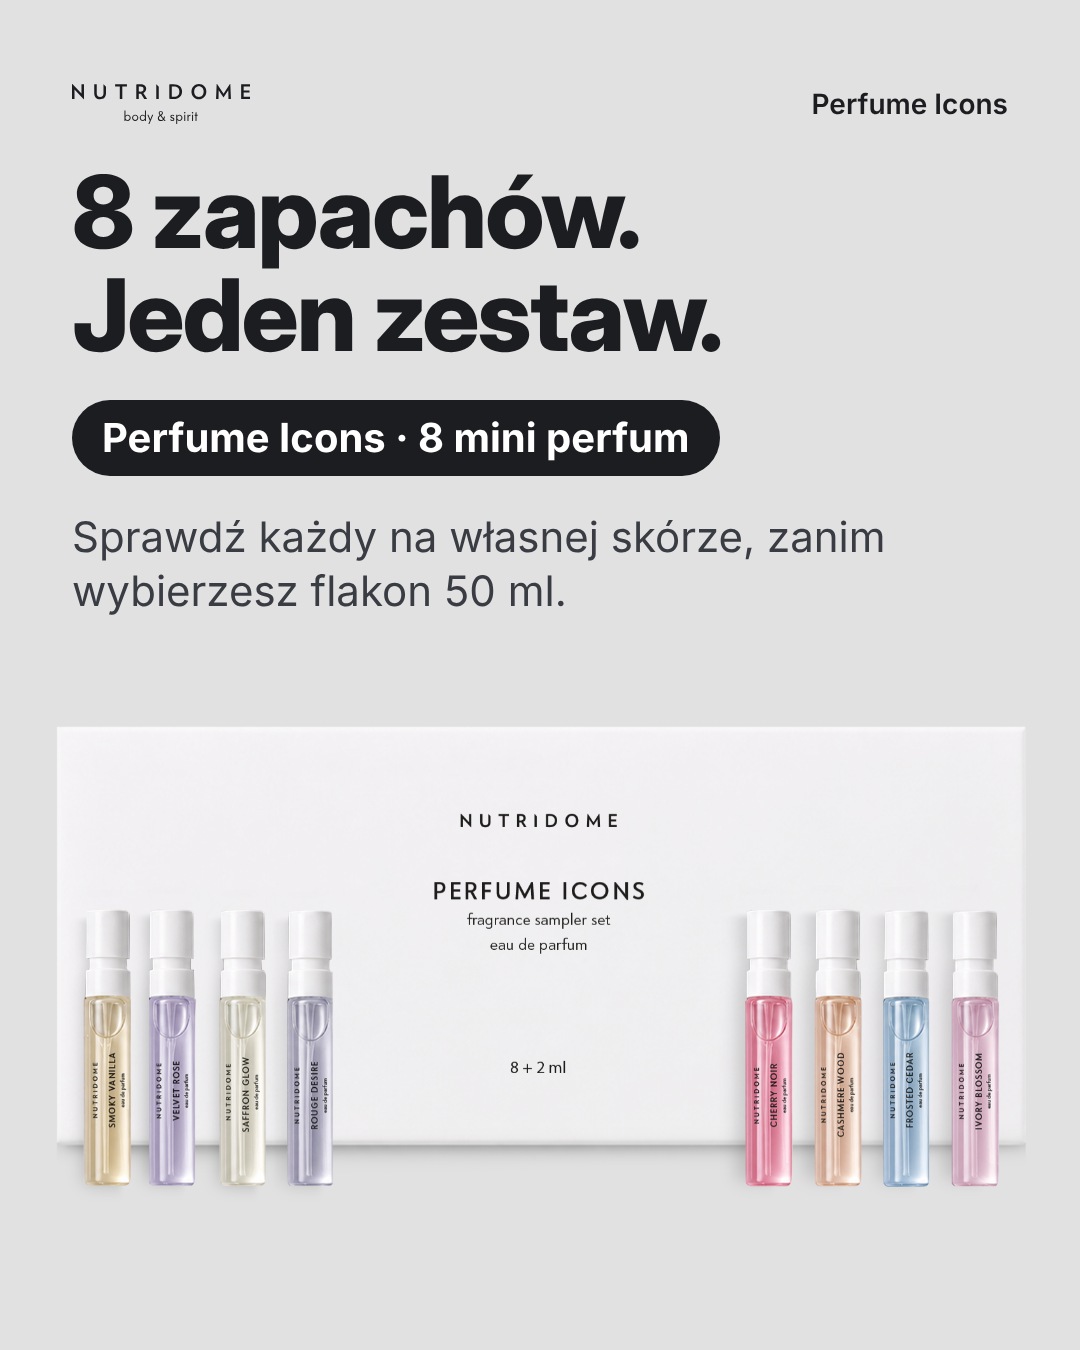 NUTRIDOME
body & spirit
Perfume Icons
8 zapachów.
Jeden zestaw.
Perfume Icons · 8 mini perfum
Sprawdź każdy na własnej skórze, zanim
wybierzesz flakon 50 ml.
NUTRIDOME
PERFUME ICONS
fragrance sampler set
eau de parfum
8 + 2 ml
NUTRIDOME
SMOKY VANILLA
eau de parfum
NUTRIDOME
VELVET ROSE
eau de parfum
NUTRIDOME
SAFFRON GLOW
eau de parfum
NUTRIDOME
ROUGE DESIRE
eau de parfum
NUTRIDOME
CHERRY NOIR
eau de parfum
NUTRIDOME
CASHMERE WOOD
eau de parfum
NUTRIDOME
FROSTED CEDAR
eau de parfum
NUTRIDOME
IVORY BLOSSOM
eau de parfum